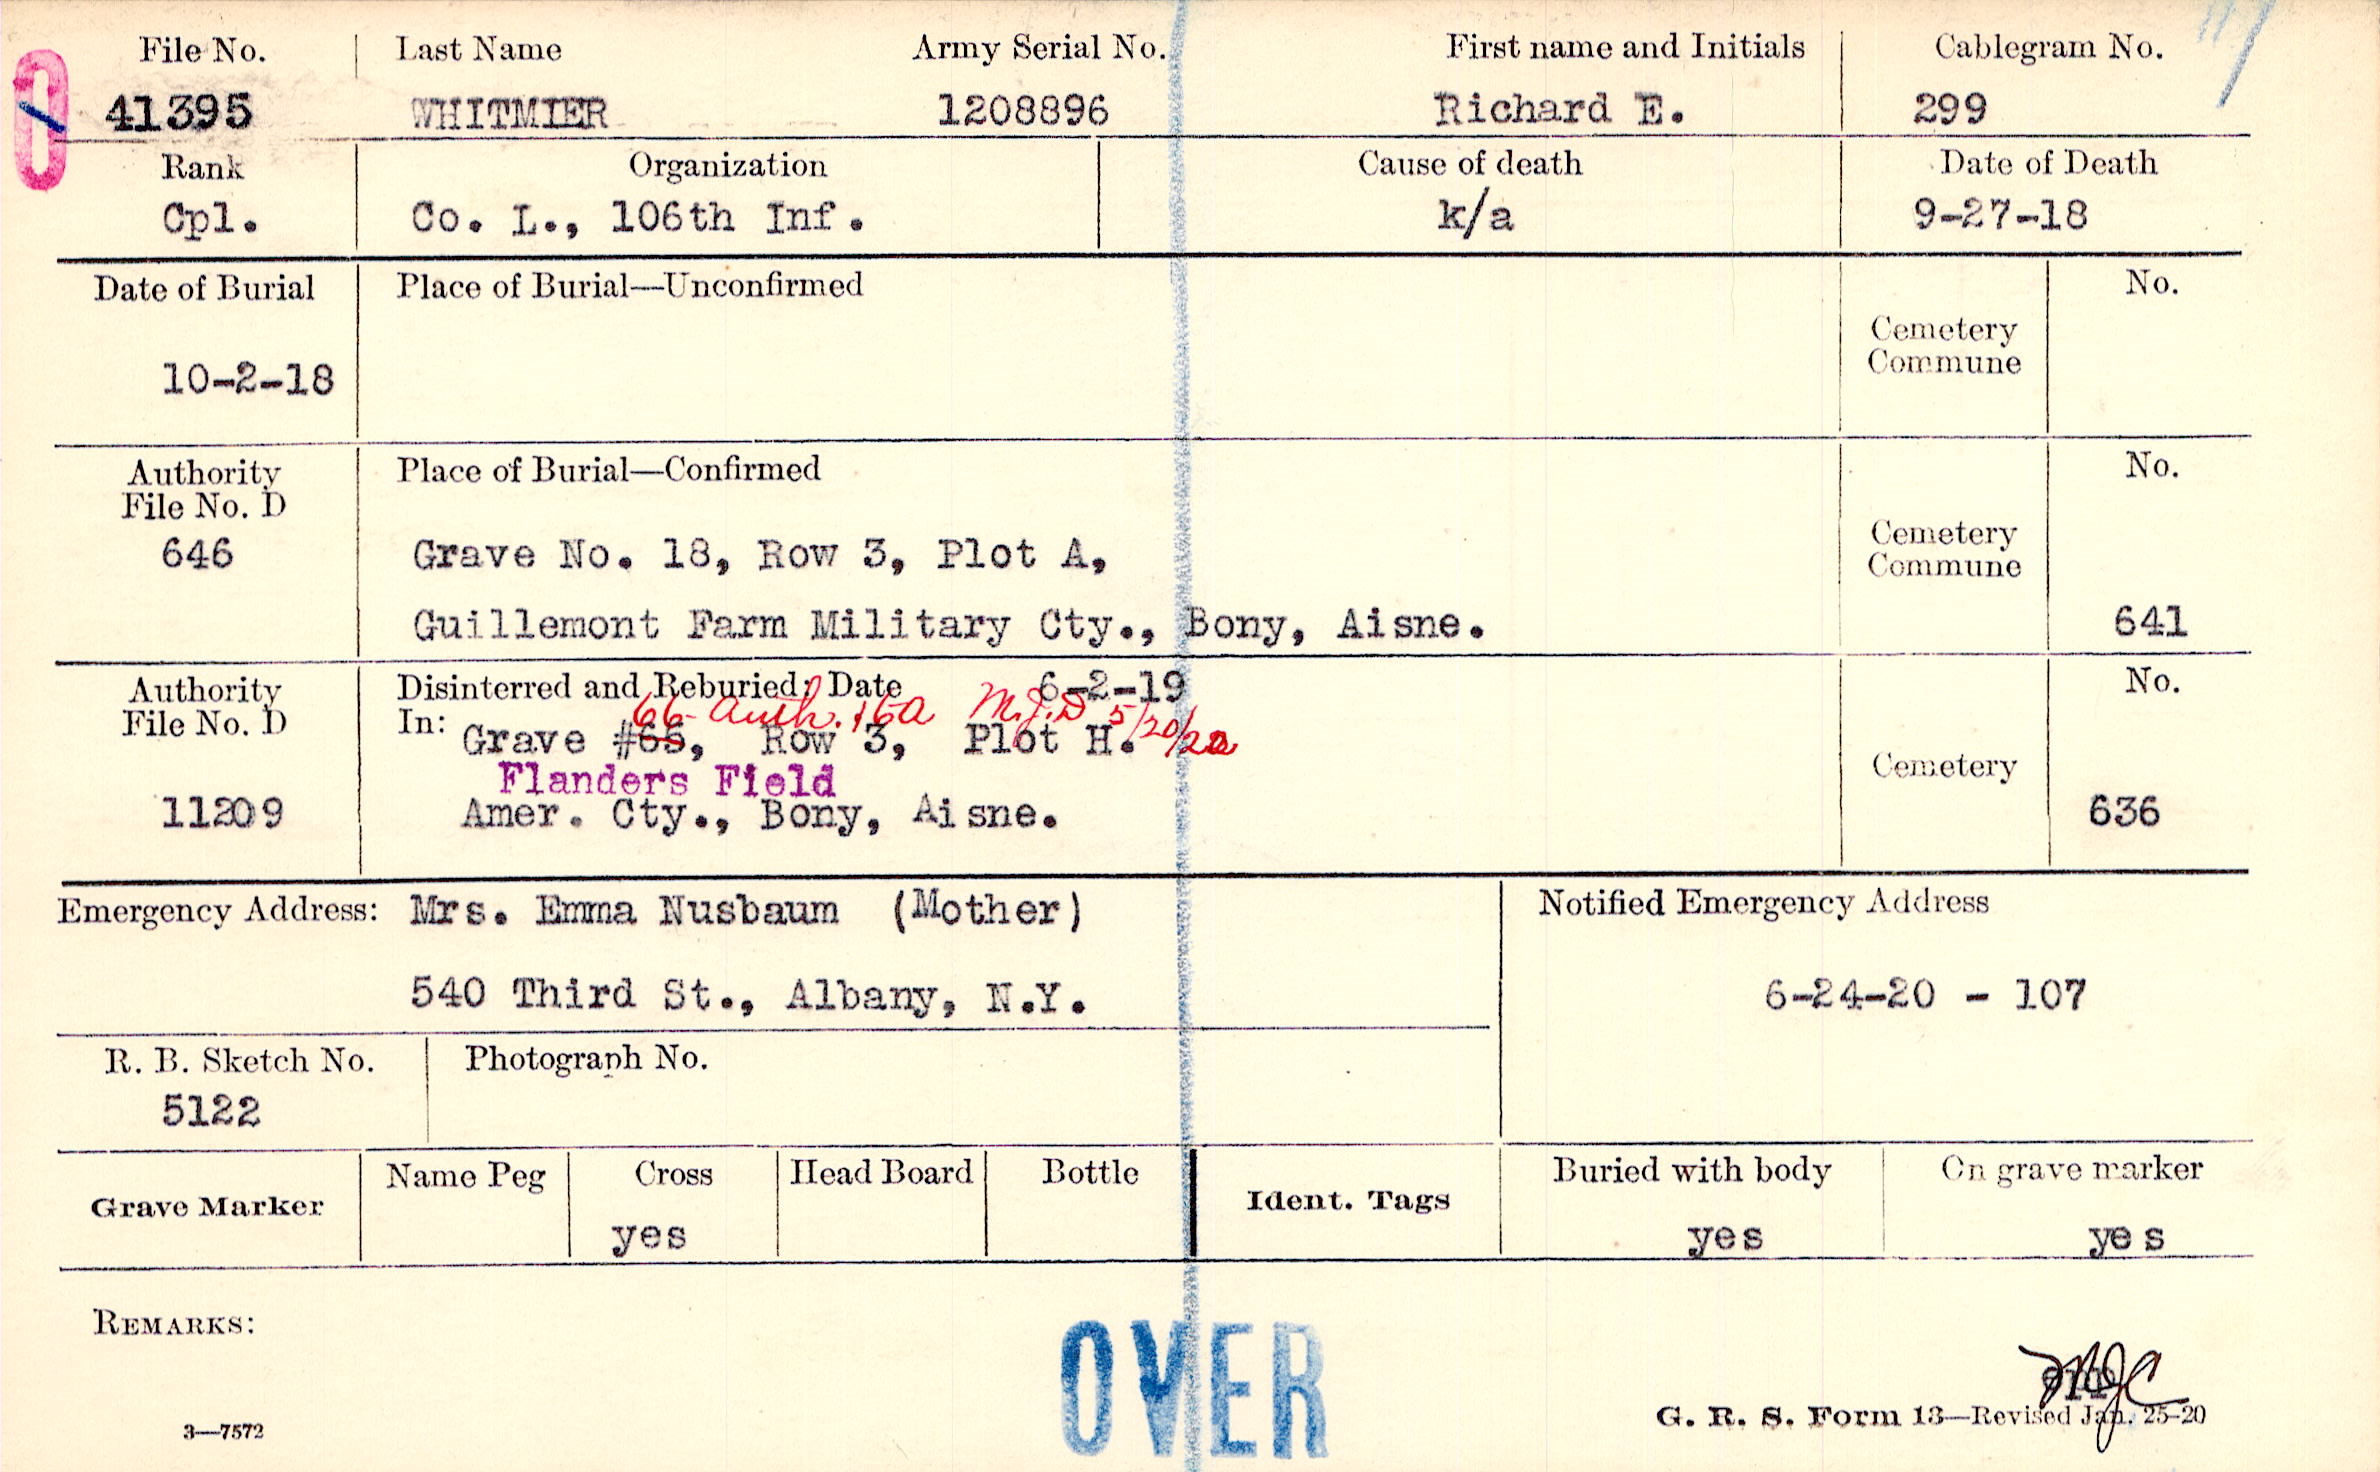 File No. Last Name Army Serial No. First name and Initials Cablegram No.
41395 WHITMIER 1208896 Richard E. 299
Rank Organization Cause of death Date of Death
Cpl. Co. L., 106th Inf. k/a 9-27-18
Date of Burial Place of Burial—Unconfirmed No.
Cemetery
Commune
10-2-18
Authority Place of Burial—Confirmed No.
File No. D
646 Grave No. 18, Row 3, Plot A, Cemetery
Commune
Guillemont Farm Military Cty., Bony, Aisne. 641
Authority Disinterred and Reburied; Date 6-2-19 No.
66 Auth. 16a M.J.D 5/20/20
File No. D In: Grave #65, Row 3, Plot H.
Flanders Field Cemetery
11209 Amer. Cty., Bony, Aisne. 636
Emergency Address: Mrs. Emma Nusbaum (Mother) Notified Emergency Address
540 Third St., Albany, N.Y. 6-24-20 - 107
R. B. Sketch No. Photograph No.
5122
Grave Marker Name Peg Cross Head Board Bottle Ident. Tags Buried with body On grave marker
yes yes yes
REMARKS:
OVER
3—7572 G. R. S. Form 13—Revised Jan. 25-20